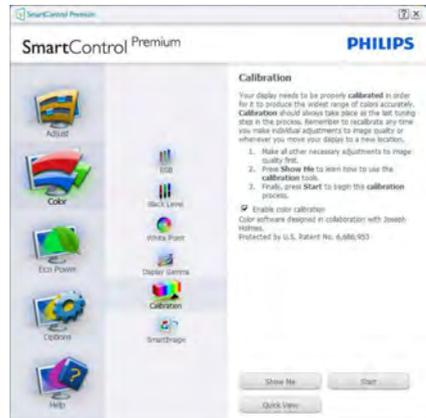 SmartControl Premium
SmartControl Premium
PHILIPS
Adjust
Color
Eco Power
Options
Help
RGB
Black Level
White Point
Display Gamma
Calibration
SmartImage
Calibration
Your display needs to be properly calibrated in order
for it to produce the widest range of colors accurately.
Calibration should always take place as the last tuning
step in the process. Remember to recalibrate any time
you make individual adjustments to image quality or
whenever you move your display to a new location.
1. Make all other necessary adjustments to image
quality first.
2. Press Show Me to learn how to use the
calibration tools.
3. Finally, press Start to begin the calibration
process.
Enable color calibration
Color software designed in collaboration with Joseph
Holmes.
Protected by U.S. Patent No. 6,686,953
Show Me
Start
Quick View